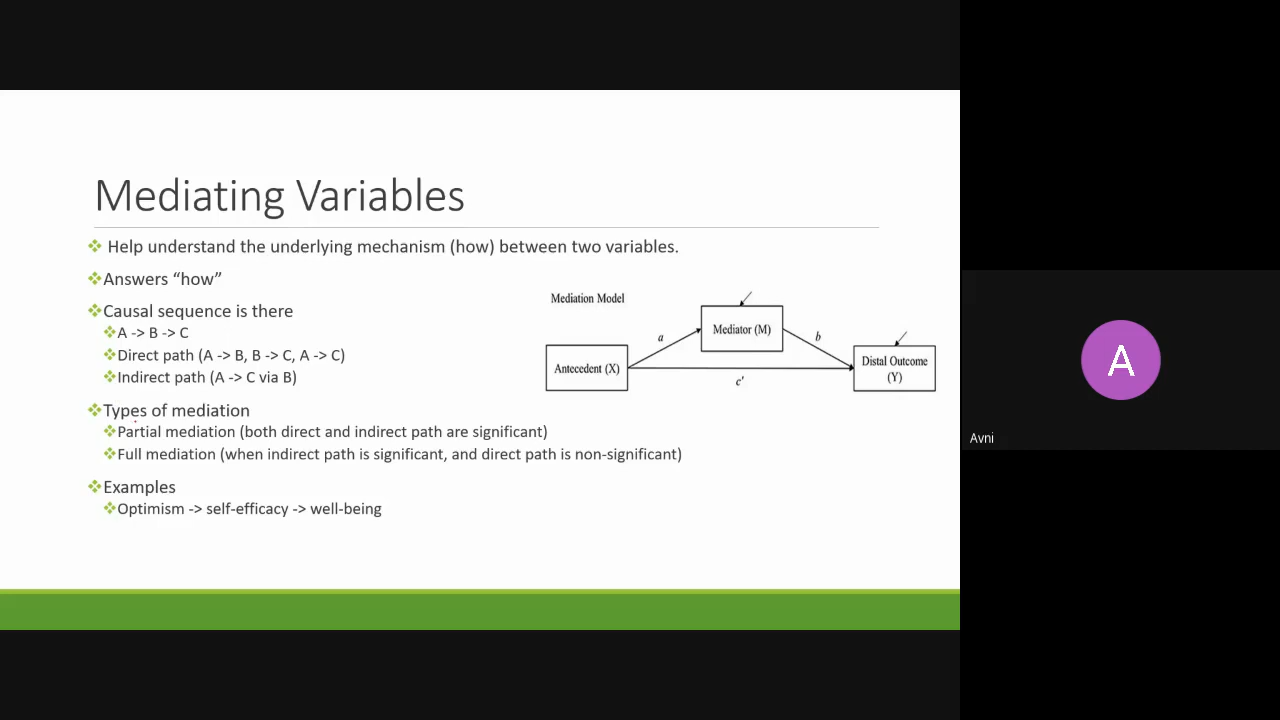 Mediating Variables
Help understand the underlying mechanism (how) between two variables.
Answers “how”
Causal sequence is there
A -> B -> C
Direct path (A -> B, B -> C, A -> C)
Indirect path (A -> C via B)
Types of mediation
Partial mediation (both direct and indirect path are significant)
Full mediation (when indirect path is significant, and direct path is non-significant)
Examples
Optimism -> self-efficacy -> well-being
Mediation Model
Mediator (M)
a
b
Antecedent (X)
Distal Outcome
(Y)
c'
A
Avni